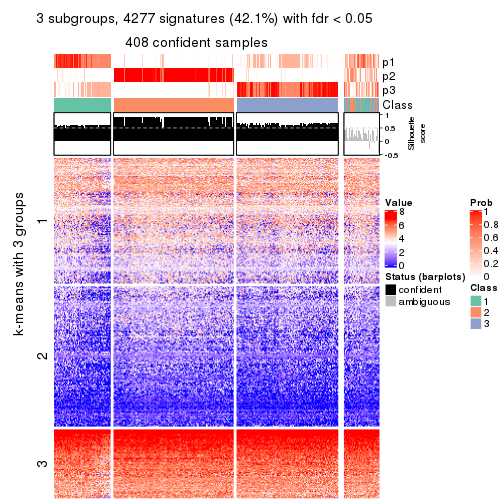 3 subgroups, 4277 signatures (42.1%) with fdr < 0.05
408 confident samples
p1
p2
p3
Class
1
0.5
0
-0.5
Silhouette
score
k-means with 3 groups
1
2
3
Value
8
6
4
2
0
Status (barplots)
confident
ambiguous
Prob
1
0.8
0.6
0.4
0.2
0
Class
1
2
3